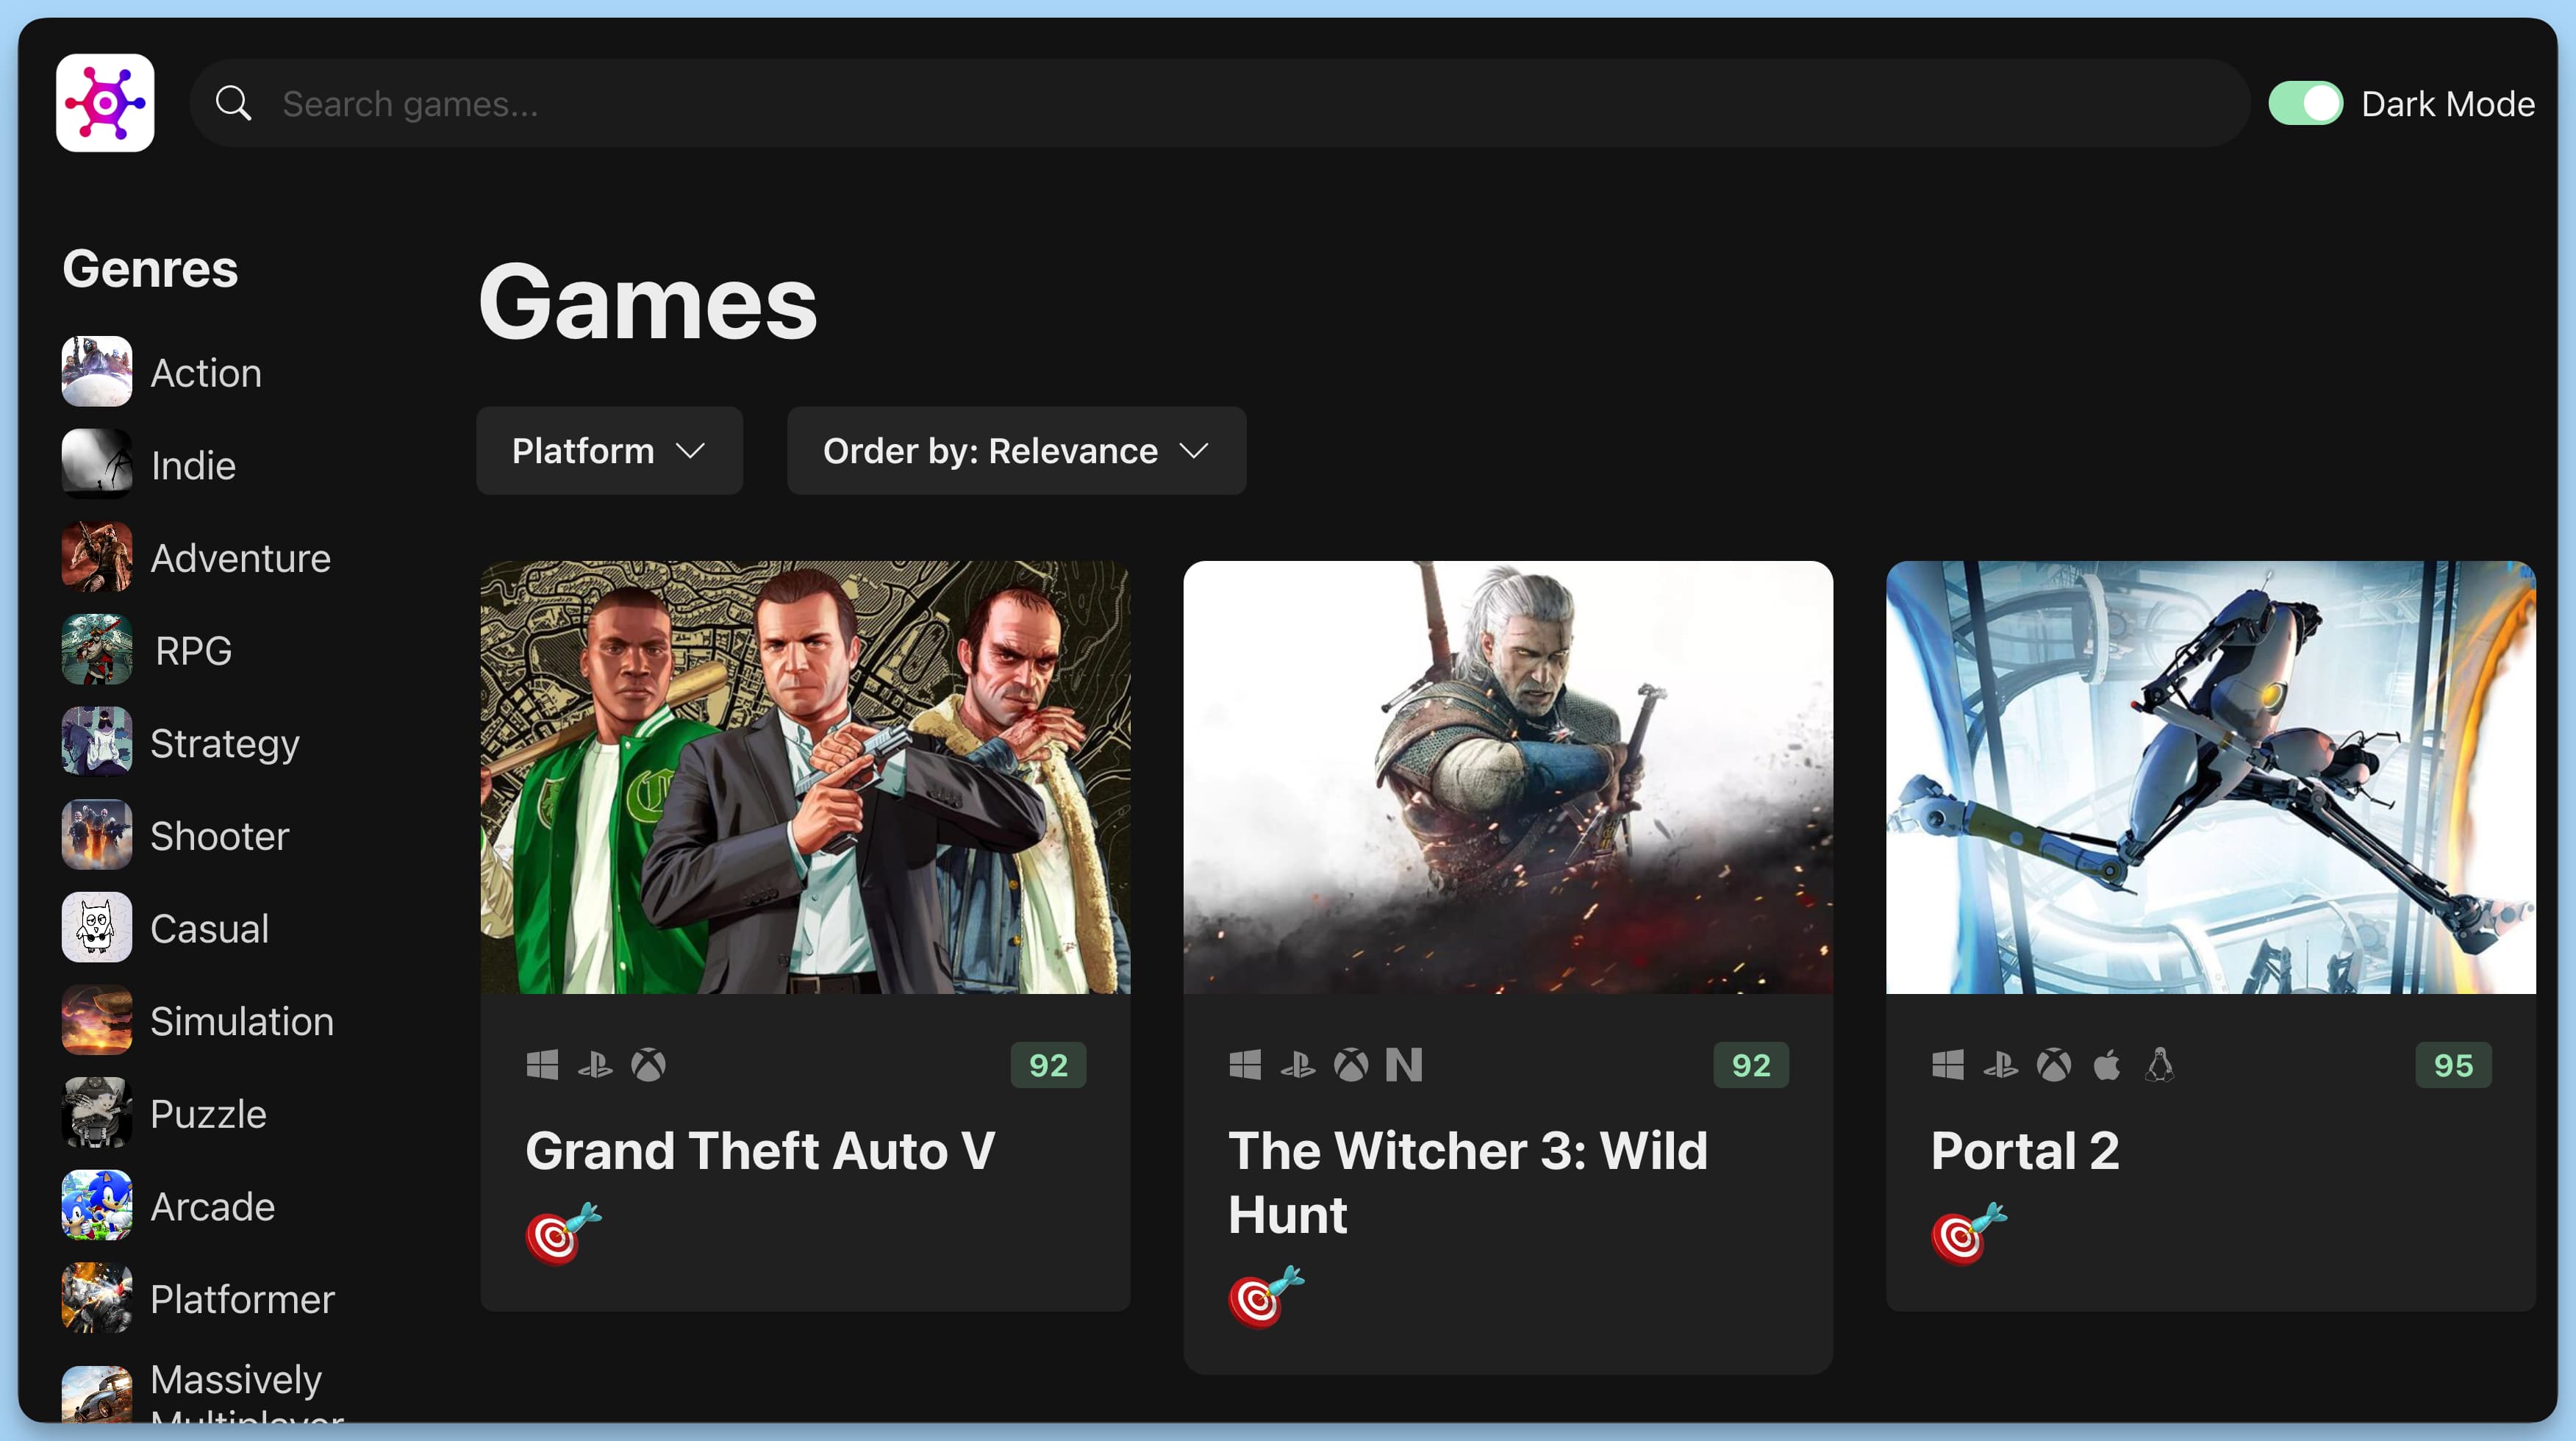 Search games...
Dark Mode
Genres
Action
Indie
Adventure
RPG
Strategy
Shooter
Casual
Simulation
Puzzle
Arcade
Platformer
Massively
Multiplayer
Games
Platform
Order by: Relevance
92
Grand Theft Auto V
92
The Witcher 3: Wild
Hunt
95
Portal 2